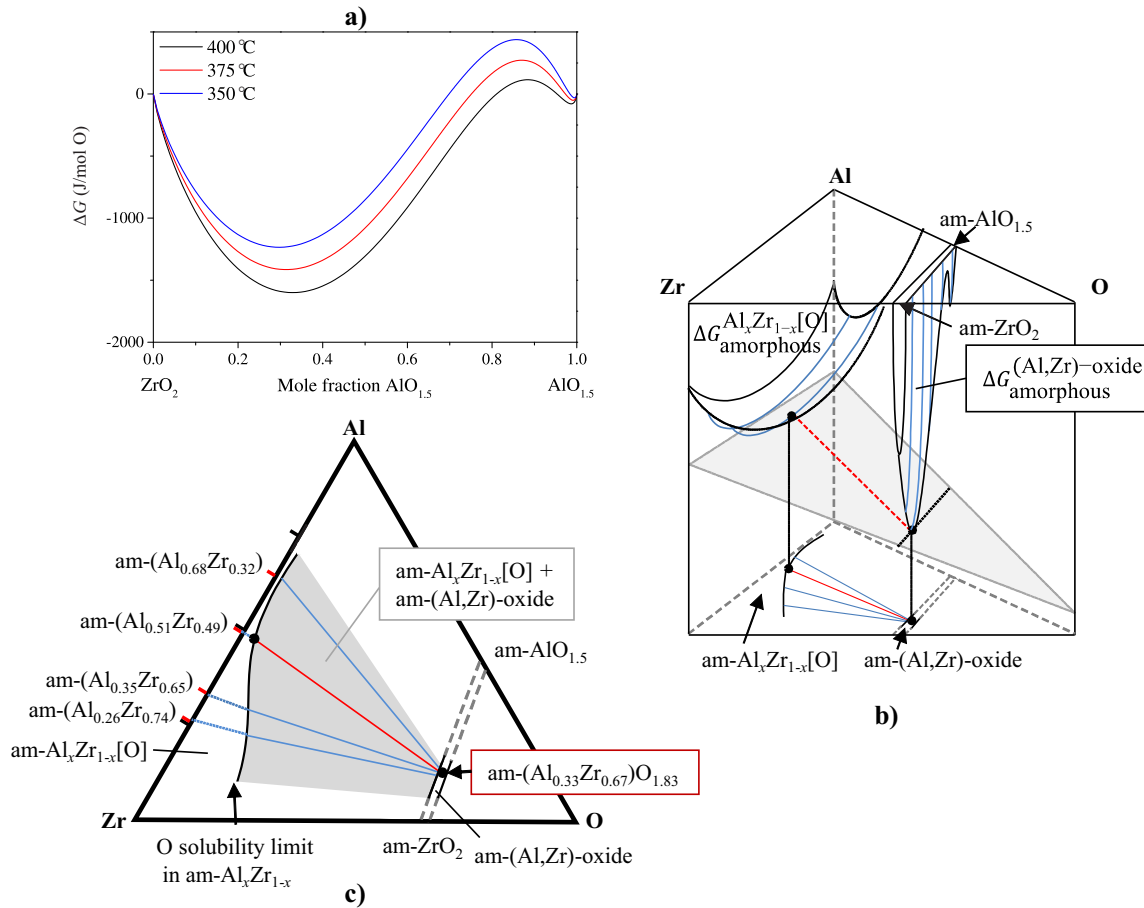 a)
400 ℃
375 ℃
350 ℃
0
-1000
-2000
ΔG (J/mol O)
0.0 0.2 0.4 0.6 0.8 1.0
ZrO2 Mole fraction AlO1.5 AlO1.5
Al
am-AlO1.5
Zr
O
am-ZrO2
ΔG AlxZr1−x[O] amorphous
ΔG (Al,Zr)−oxide amorphous
am-AlxZr1-x[O]
am-(Al,Zr)-oxide
b)
Al
am-(Al0.68Zr0.32)
am-(Al0.51Zr0.49)
am-(Al0.35Zr0.65)
am-(Al0.26Zr0.74)
am-AlxZr1-x[O]
am-AlxZr1-x[O] +
am-(Al,Zr)-oxide
am-AlO1.5
am-(Al0.33Zr0.67)O1.83
Zr
O
am-ZrO2
am-(Al,Zr)-oxide
O solubility limit
in am-AlxZr1-x
c)